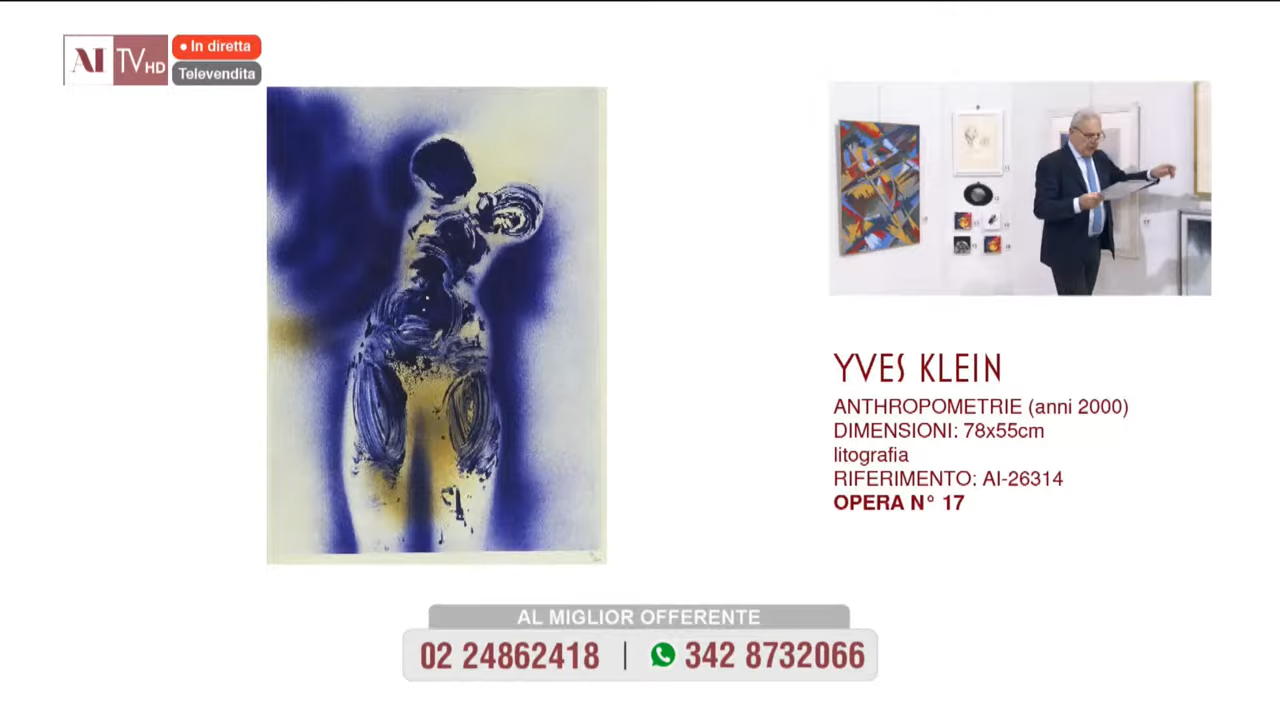 AI TV HD
In diretta
Televendita
YVES KLEIN
ANTHROPOMETRIE (anni 2000)
DIMENSIONI: 78x55cm
litografia
RIFERIMENTO: AI-26314
OPERA N° 17
AL MIGLIOR OFFERENTE
02 24862418 | 342 8732066